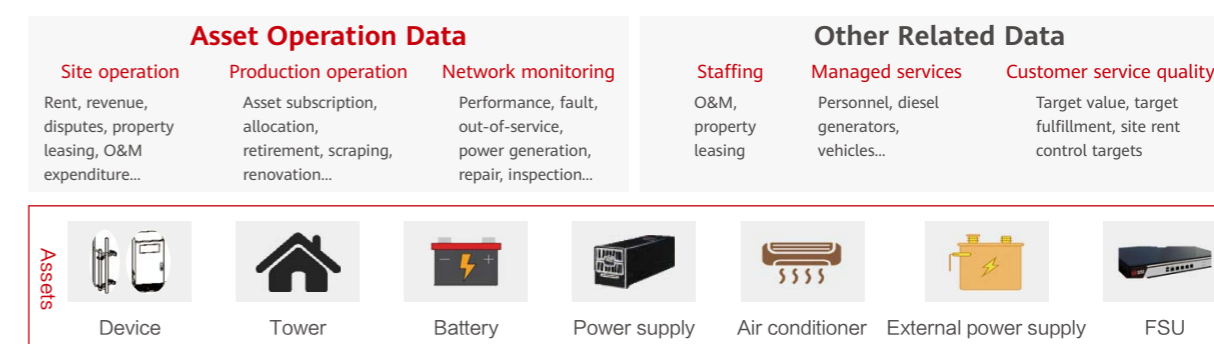 Asset Operation Data
Site operation
Rent, revenue,
disputes, property
leasing, O&M
expenditure...
Production operation
Asset subscription,
allocation,
retirement, scraping,
renovation...
Network monitoring
Performance, fault,
out-of-service,
power generation,
repair, inspection...
Other Related Data
Staffing
O&M,
property
leasing
Managed services
Personnel, diesel
generators,
vehicles...
Customer service quality
Target value, target
fulfillment, site rent
control targets
Assets
Device
Tower
Battery
Power supply
Air conditioner
External power supply
FSU